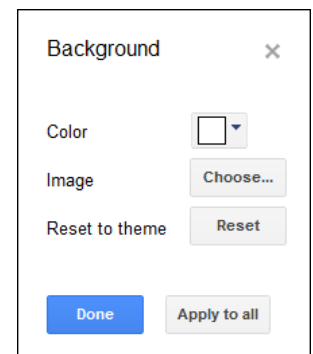 Background
Color
Image Choose...
Reset to theme Reset
Done Apply to all